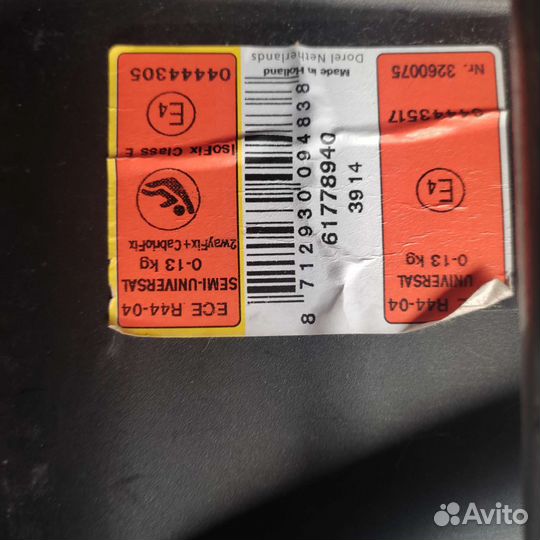 ECE R44-04
UNIVERSAL
0-13 kg
E4
04443517
Nr. 3260075
8 712930 094838
61778940
3914
Made in Holland
Dorel Netherlands
ECE R44-04
SEMI-UNIVERSAL
0-13 kg
2wayFix+CabrioFix
isoFix Class E
E4
04444305
Avito